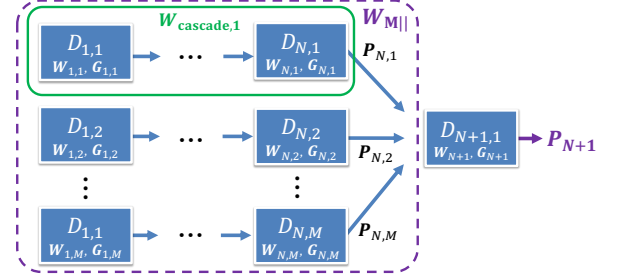 W_cascade,1
W_M||
D_1,1
W_1,1, G_1,1
...
D_N,1
W_N,1, G_N,1
P_N,1
D_1,2
W_1,2, G_1,2
...
D_N,2
W_N,2, G_N,2
P_N,2
D_N+1,1
W_N+1, G_N+1
P_N+1
⋮
⋮
D_1,1
W_1,M, G_1,M
...
D_N,M
W_N,M, G_N,M
P_N,M